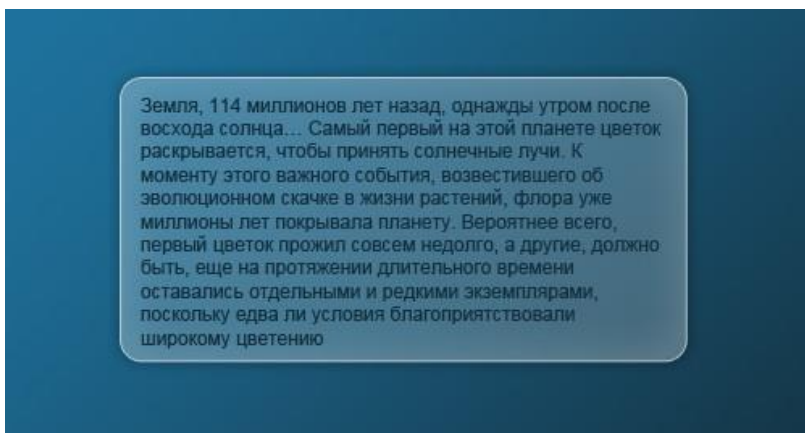 Земля, 114 миллионов лет назад, однажды утром после
восхода солнца... Самый первый на этой планете цветок
раскрывается, чтобы принять солнечные лучи. К
моменту этого важного события, возвестившего об
эволюционном скачке в жизни растений, флора уже
миллионы лет покрывала планету. Вероятнее всего,
первый цветок прожил совсем недолго, а другие, должно
быть, еще на протяжении длительного времени
оставались отдельными и редкими экземплярами,
поскольку едва ли условия благоприятствовали
широкому цветению